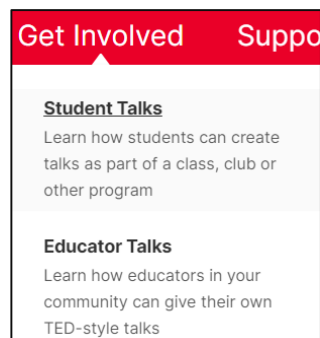 Get Involved
Student Talks
Learn how students can create
talks as part of a class, club or
other program
Educator Talks
Learn how educators in your
community can give their own
TED-style talks